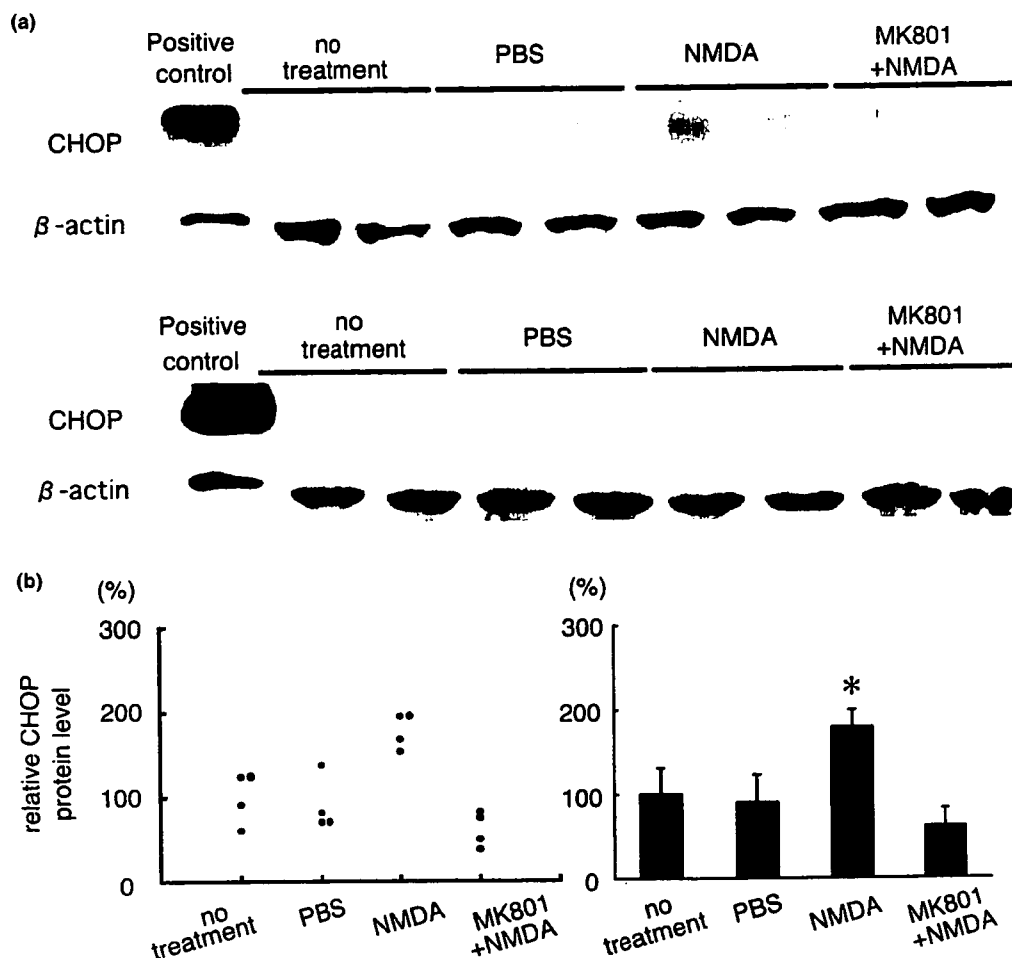 (a)
Positive control
no treatment
PBS
NMDA
MK801 +NMDA
CHOP
β-actin
Positive control
no treatment
PBS
NMDA
MK801 +NMDA
CHOP
β-actin
(b)
(%)
300
200
100
0
relative CHOP
protein level
no treatment
PBS
NMDA
MK801 +NMDA
(%)
300
200
100
0
*
no treatment
PBS
NMDA
MK801 +NMDA